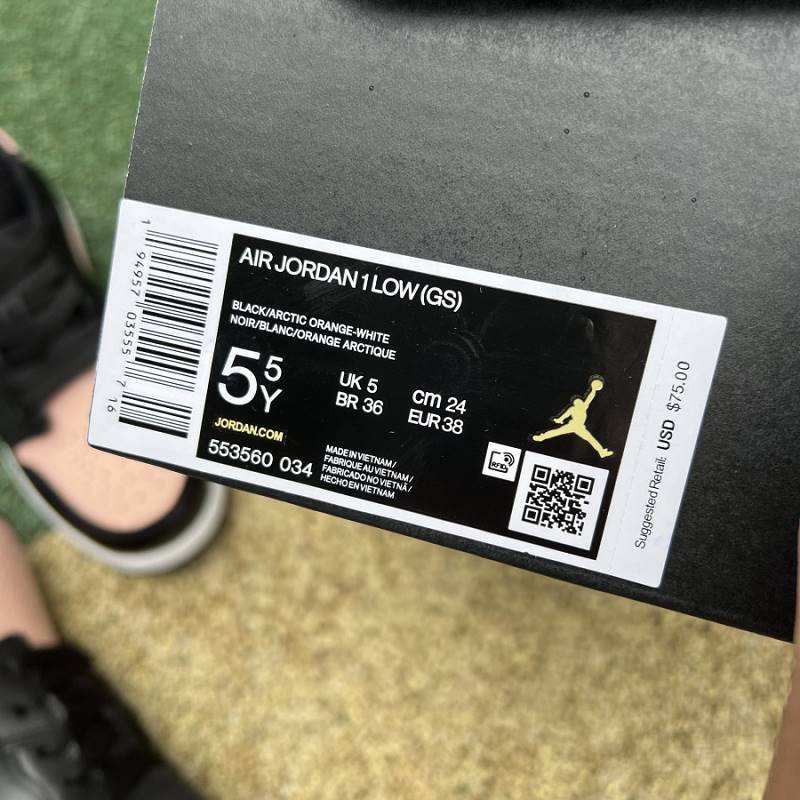 AIR JORDAN 1 LOW (GS)
BLACK/ARCTIC ORANGE-WHITE
NOIR/BLANC/ORANGE ARCTIQUE
5 5 Y
UK 5
BR 36
cm 24
EUR 38
JORDAN.COM
553560 034
MADE IN VIETNAM /
FABRIQUE AU VIETNAM /
FABRICADO NO VIETNÃ /
HECHO EN VIETNAM
RFID
Suggested Retail: USD $75.00
1 94957 03555 7 16